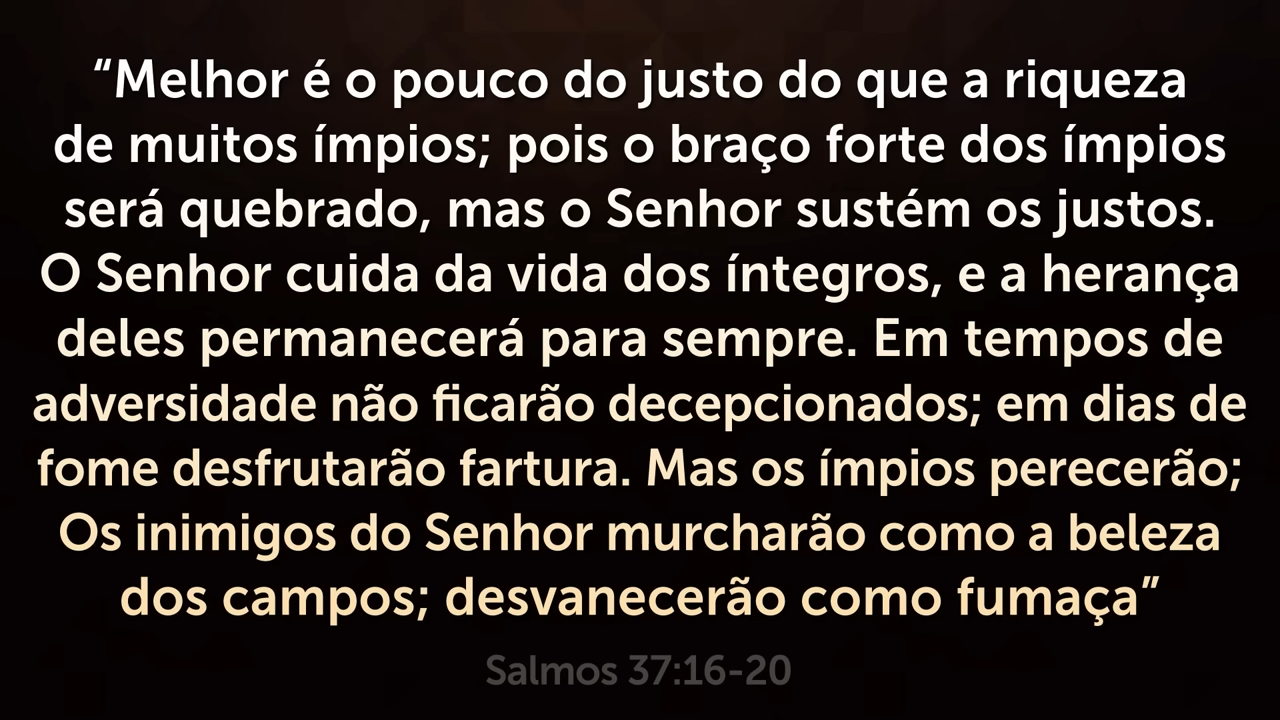 “Melhor é o pouco do justo do que a riqueza
de muitos ímpios; pois o braço forte dos ímpios
será quebrado, mas o Senhor sustém os justos.
O Senhor cuida da vida dos íntegros, e a herança
deles permanecerá para sempre. Em tempos de
adversidade não ficarão decepcionados; em dias de
fome desfrutarão fartura. Mas os ímpios perecerão;
Os inimigos do Senhor murcharão como a beleza
dos campos; desvanecerão como fumaça”
Salmos 37:16-20